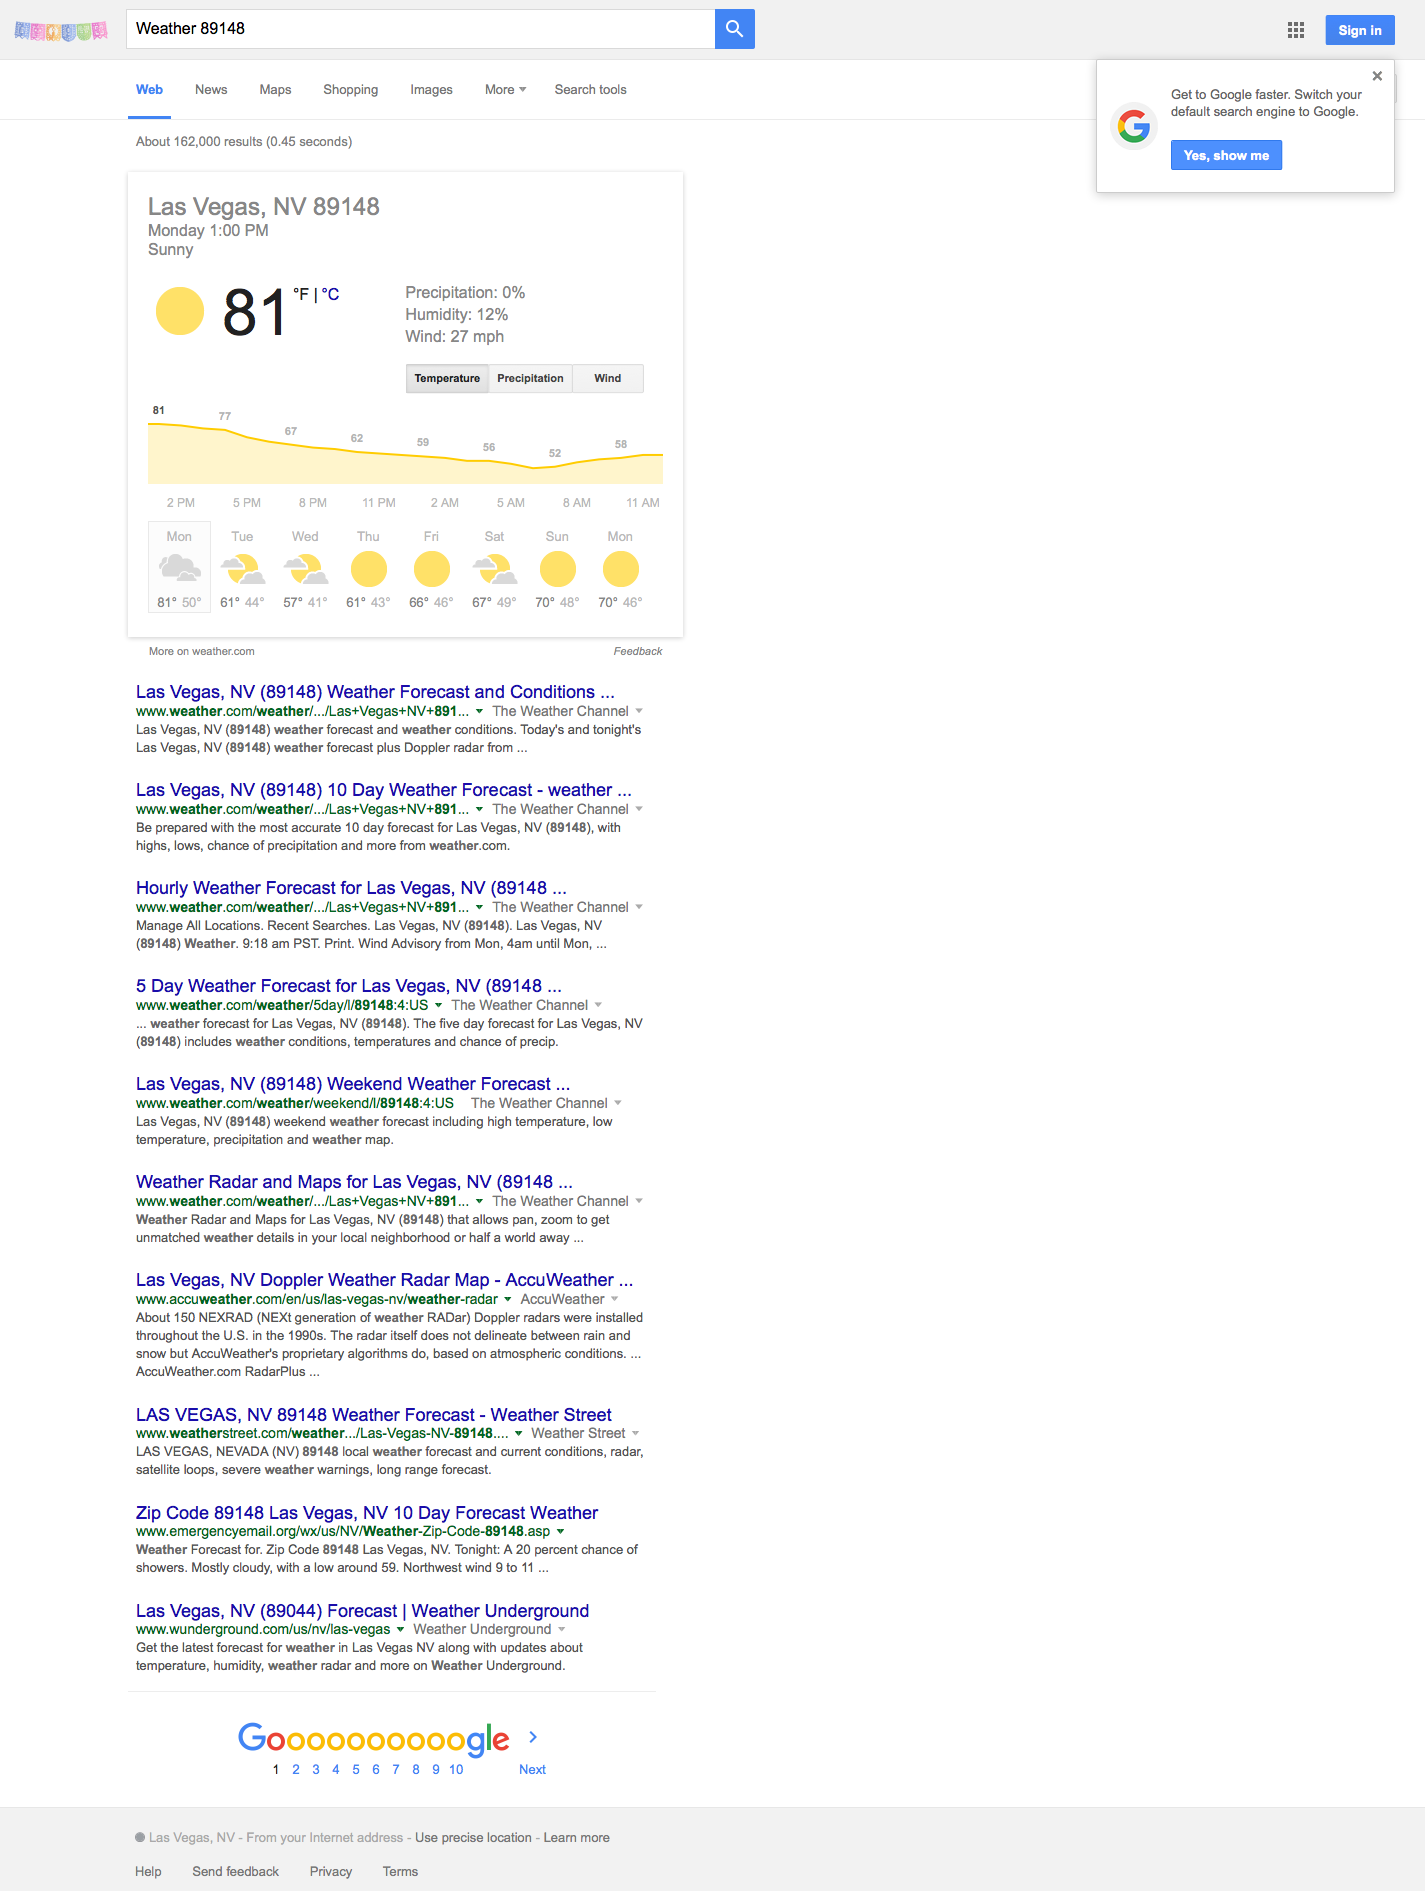 Weather 89148
Sign in
Web News Maps Shopping Images More Search tools
Get to Google faster. Switch your
default search engine to Google.
Yes, show me
About 162,000 results (0.45 seconds)
Las Vegas, NV 89148
Monday 1:00 PM
Sunny
81 °F | °C
Precipitation: 0%
Humidity: 12%
Wind: 27 mph
Temperature Precipitation Wind
81 77 67 62 59 56 52 58
2 PM 5 PM 8 PM 11 PM 2 AM 5 AM 8 AM 11 AM
Mon Tue Wed Thu Fri Sat Sun Mon
81° 50° 61° 44° 57° 41° 61° 43° 66° 46° 67° 49° 70° 48° 70° 46°
More on weather.com Feedback
Las Vegas, NV (89148) Weather Forecast and Conditions ...
www.weather.com/weather/.../Las+Vegas+NV+891... The Weather Channel
Las Vegas, NV (89148) weather forecast and weather conditions. Today's and tonight's
Las Vegas, NV (89148) weather forecast plus Doppler radar from ...
Las Vegas, NV (89148) 10 Day Weather Forecast - weather ...
www.weather.com/weather/.../Las+Vegas+NV+891... The Weather Channel
Be prepared with the most accurate 10 day forecast for Las Vegas, NV (89148), with
highs, lows, chance of precipitation and more from weather.com.
Hourly Weather Forecast for Las Vegas, NV (89148 ...
www.weather.com/weather/.../Las+Vegas+NV+891... The Weather Channel
Manage All Locations. Recent Searches. Las Vegas, NV (89148). Las Vegas, NV
(89148) Weather. 9:18 am PST. Print. Wind Advisory from Mon, 4am until Mon, ...
5 Day Weather Forecast for Las Vegas, NV (89148 ...
www.weather.com/weather/5day/l/89148:4:US The Weather Channel
... weather forecast for Las Vegas, NV (89148). The five day forecast for Las Vegas, NV
(89148) includes weather conditions, temperatures and chance of precip.
Las Vegas, NV (89148) Weekend Weather Forecast ...
www.weather.com/weather/weekend/l/89148:4:US The Weather Channel
Las Vegas, NV (89148) weekend weather forecast including high temperature, low
temperature, precipitation and weather map.
Weather Radar and Maps for Las Vegas, NV (89148 ...
www.weather.com/weather/.../Las+Vegas+NV+891... The Weather Channel
Weather Radar and Maps for Las Vegas, NV (89148) that allows pan, zoom to get
unmatched weather details in your local neighborhood or half a world away ...
Las Vegas, NV Doppler Weather Radar Map - AccuWeather ...
www.accuweather.com/en/us/las-vegas-nv/weather-radar AccuWeather
About 150 NEXRAD (NEXt generation of weather RADar) Doppler radars were installed
throughout the U.S. in the 1990s. The radar itself does not delineate between rain and
snow but AccuWeather's proprietary algorithms do, based on atmospheric conditions. ...
AccuWeather.com RadarPlus ...
LAS VEGAS, NV 89148 Weather Forecast - Weather Street
www.weatherstreet.com/weather.../Las-Vegas-NV-89148.... Weather Street
LAS VEGAS, NEVADA (NV) 89148 local weather forecast and current conditions, radar,
satellite loops, severe weather warnings, long range forecast.
Zip Code 89148 Las Vegas, NV 10 Day Forecast Weather
www.emergencyemail.org/wx/us/NV/Weather-Zip-Code-89148.asp
Weather Forecast for. Zip Code 89148 Las Vegas, NV. Tonight: A 20 percent chance of
showers. Mostly cloudy, with a low around 59. Northwest wind 9 to 11 ...
Las Vegas, NV (89044) Forecast | Weather Underground
www.wunderground.com/us/nv/las-vegas Weather Underground
Get the latest forecast for weather in Las Vegas NV along with updates about
temperature, humidity, weather radar and more on Weather Underground.
Goooooooooogle
1 2 3 4 5 6 7 8 9 10 Next
Las Vegas, NV - From your Internet address - Use precise location - Learn more
Help Send feedback Privacy Terms